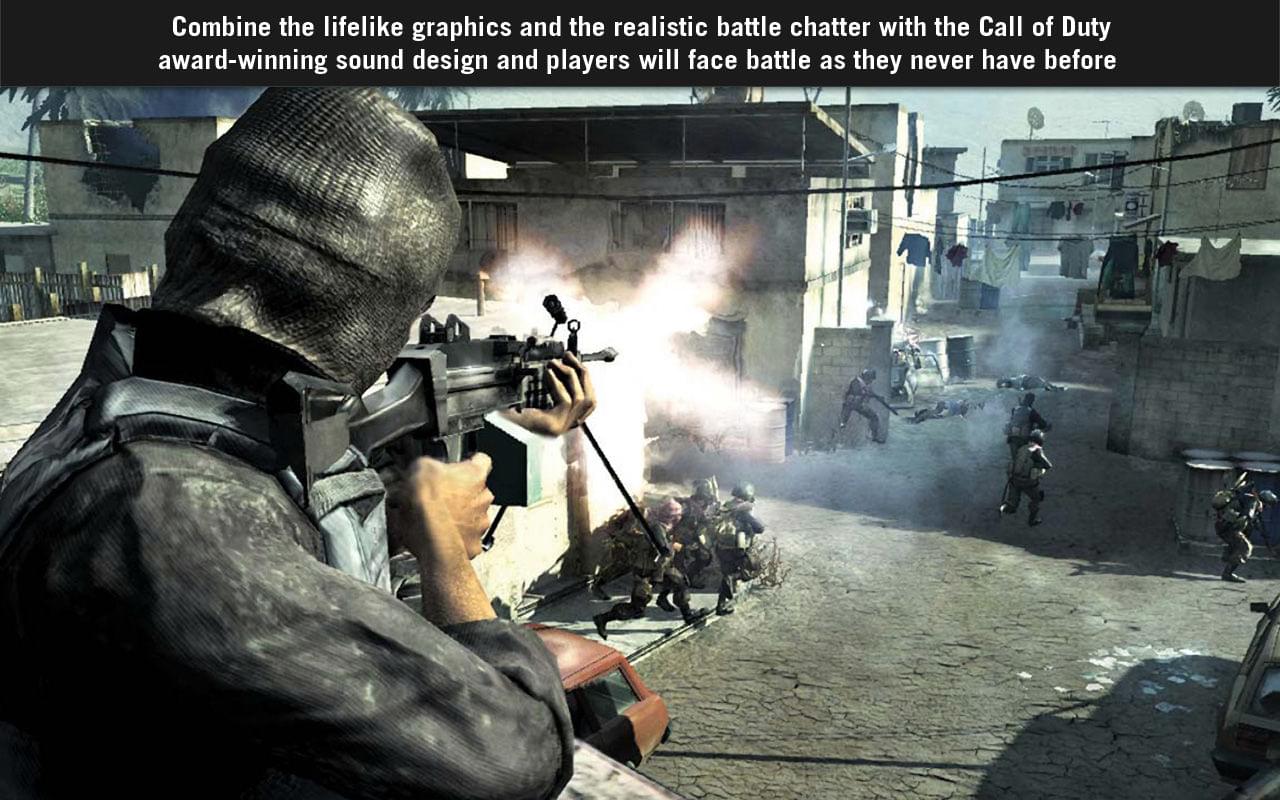 Combine the lifelike graphics and the realistic battle chatter with the Call of Duty
award-winning sound design and players will face battle as they never have before